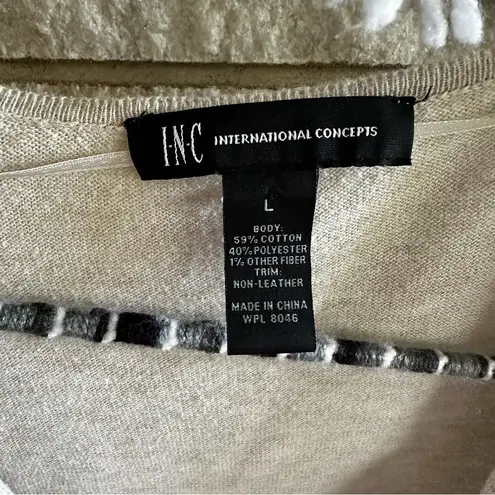 I·N·C INTERNATIONAL CONCEPTS
L
BODY:
59% COTTON
40% POLYESTER
1% OTHER FIBER
TRIM:
NON-LEATHER
MADE IN CHINA
WPL 8046